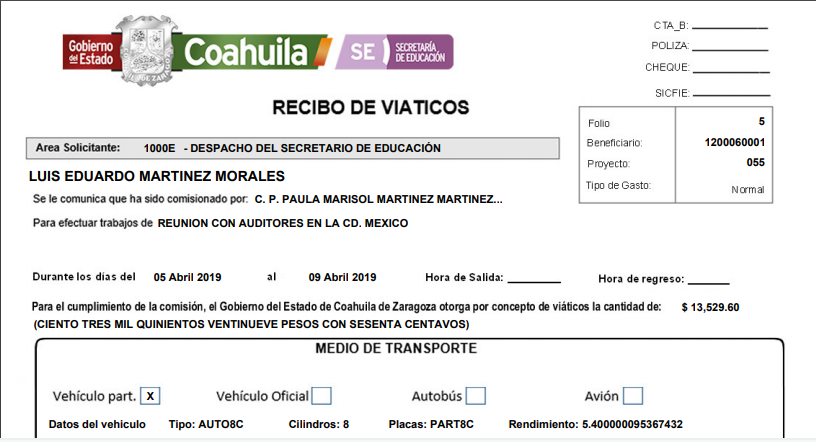 Gobierno
del Estado
Coahuila
SE
SECRETARÍA
DE EDUCACIÓN
CTA_B:
POLIZA:
CHEQUE:
SICFIE:
RECIBO DE VIATICOS
Folio 5
Beneficiario: 1200060001
Proyecto: 055
Tipo de Gasto: Normal
Area Solicitante: 1000E - DESPACHO DEL SECRETARIO DE EDUCACIÓN
LUIS EDUARDO MARTINEZ MORALES
Se le comunica que ha sido comisionado por: C. P. PAULA MARISOL MARTINEZ MARTINEZ...
Para efectuar trabajos de REUNION CON AUDITORES EN LA CD. MEXICO
Durante los días del 05 Abril 2019 al 09 Abril 2019 Hora de Salida: Hora de regreso:
Para el cumplimiento de la comisión, el Gobierno del Estado de Coahuila de Zaragoza otorga por concepto de viáticos la cantidad de: $ 13,529.60
(CIENTO TRES MIL QUINIENTOS VENTINUEVE PESOS CON SESENTA CENTAVOS)
MEDIO DE TRANSPORTE
Vehículo part. X Vehículo Oficial Autobús Avión
Datos del vehiculo Tipo: AUTO8C Cilindros: 8 Placas: PART8C Rendimiento: 5.400000095367432